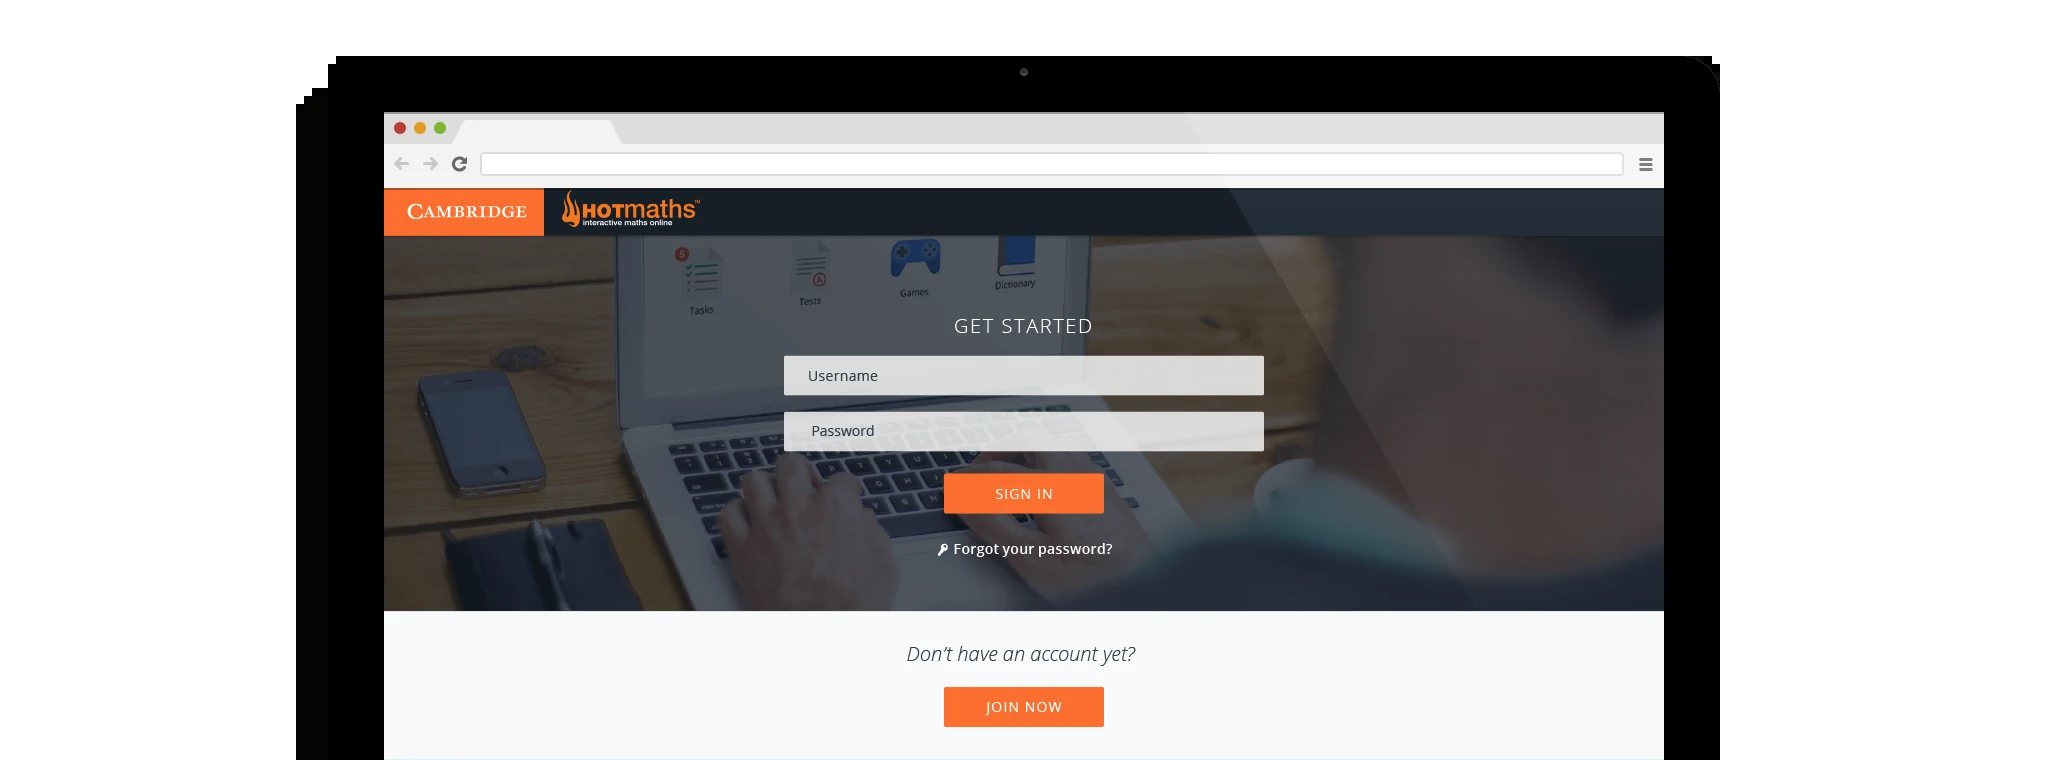 CAMBRIDGE
HOTmaths™
interactive maths online
5
A
Tasks
Tests
Games
Dictionary
GET STARTED
Username
Password
SIGN IN
Forgot your password?
Don't have an account yet?
JOIN NOW